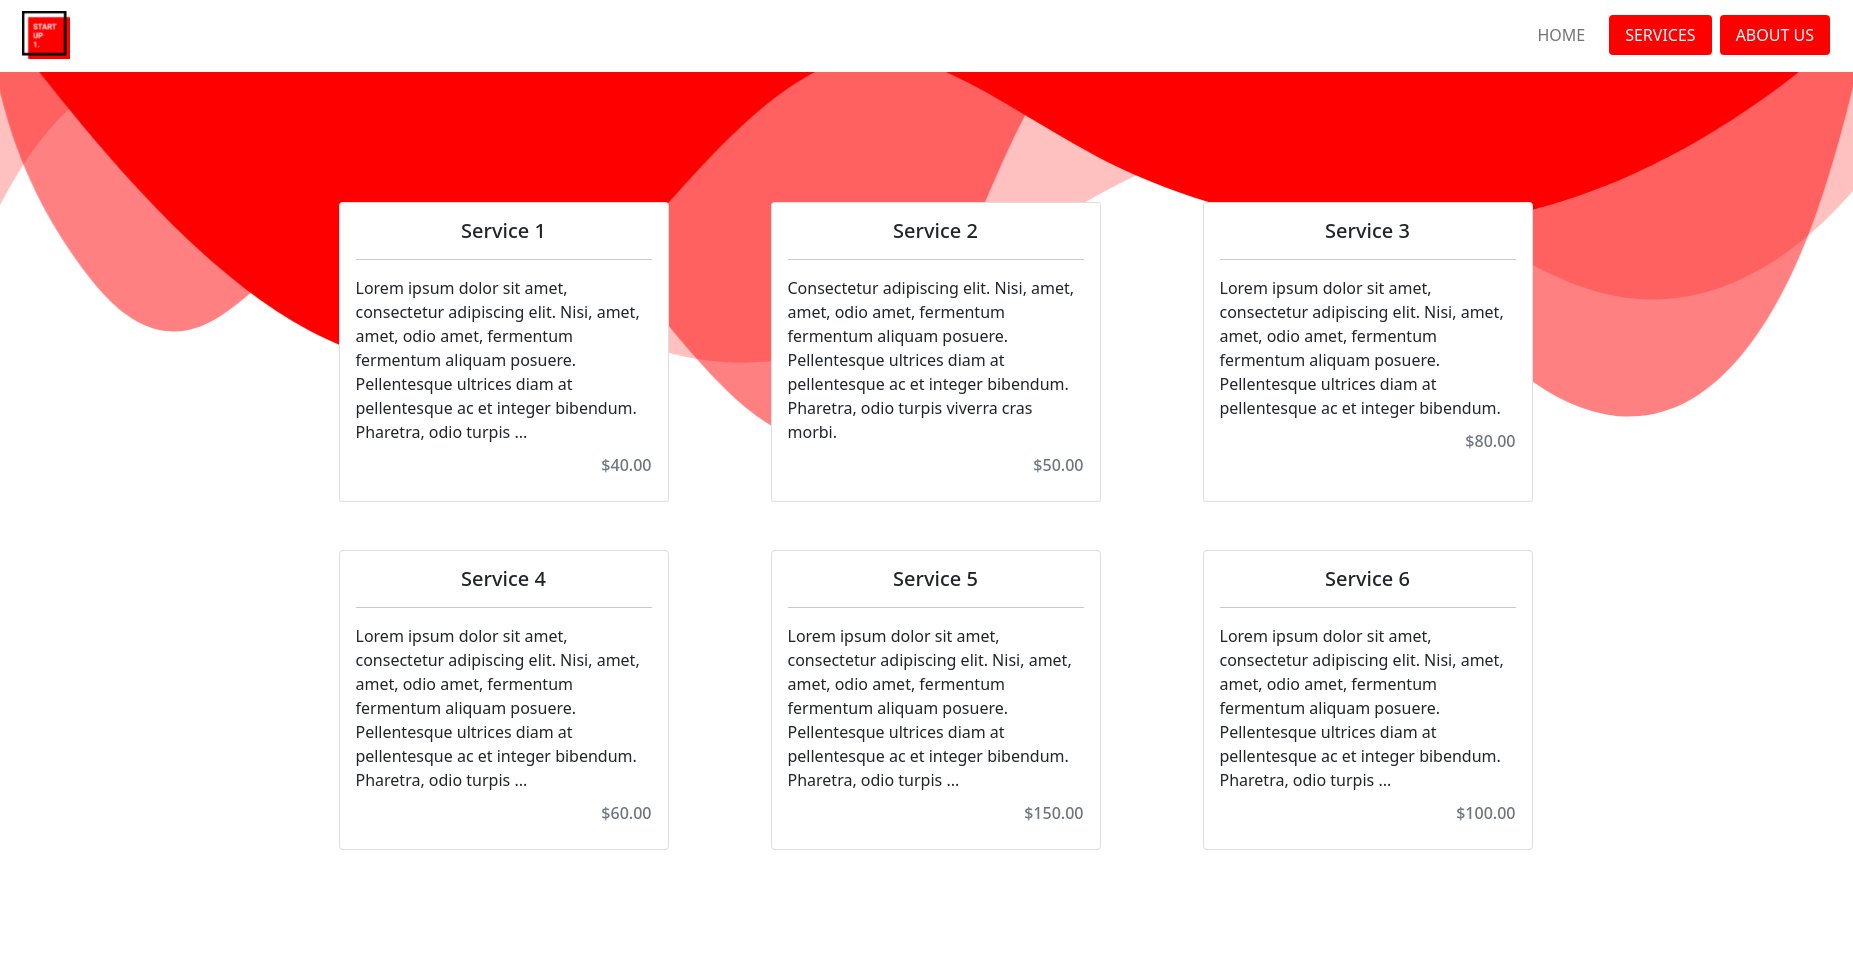 START
UP
1.
HOME
SERVICES
ABOUT US
Service 1
Lorem ipsum dolor sit amet,
consectetur adipiscing elit. Nisi, amet,
amet, odio amet, fermentum
fermentum aliquam posuere.
Pellentesque ultrices diam at
pellentesque ac et integer bibendum.
Pharetra, odio turpis ...
$40.00
Service 2
Consectetur adipiscing elit. Nisi, amet,
amet, odio amet, fermentum
fermentum aliquam posuere.
Pellentesque ultrices diam at
pellentesque ac et integer bibendum.
Pharetra, odio turpis viverra cras
morbi.
$50.00
Service 3
Lorem ipsum dolor sit amet,
consectetur adipiscing elit. Nisi, amet,
amet, odio amet, fermentum
fermentum aliquam posuere.
Pellentesque ultrices diam at
pellentesque ac et integer bibendum.
$80.00
Service 4
Lorem ipsum dolor sit amet,
consectetur adipiscing elit. Nisi, amet,
amet, odio amet, fermentum
fermentum aliquam posuere.
Pellentesque ultrices diam at
pellentesque ac et integer bibendum.
Pharetra, odio turpis ...
$60.00
Service 5
Lorem ipsum dolor sit amet,
consectetur adipiscing elit. Nisi, amet,
amet, odio amet, fermentum
fermentum aliquam posuere.
Pellentesque ultrices diam at
pellentesque ac et integer bibendum.
Pharetra, odio turpis ...
$150.00
Service 6
Lorem ipsum dolor sit amet,
consectetur adipiscing elit. Nisi, amet,
amet, odio amet, fermentum
fermentum aliquam posuere.
Pellentesque ultrices diam at
pellentesque ac et integer bibendum.
Pharetra, odio turpis ...
$100.00